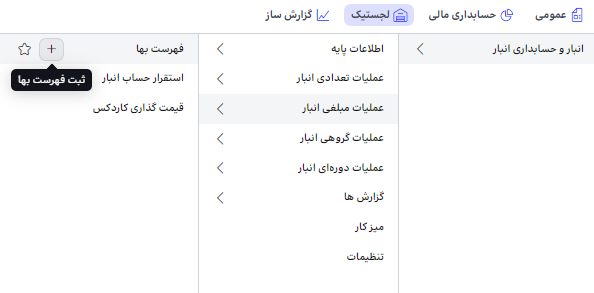 عمومی
حسابداری مالی
لجستیک
گزارش ساز
انبار و حسابداری انبار
اطلاعات پایه
عملیات تعدادی انبار
عملیات مبلغی انبار
عملیات گروهی انبار
عملیات دوره‌ای انبار
گزارش ها
میز کار
تنظیمات
فهرست بها
ثبت فهرست بها
استقرار حساب انبار
قیمت گذاری کاردکس